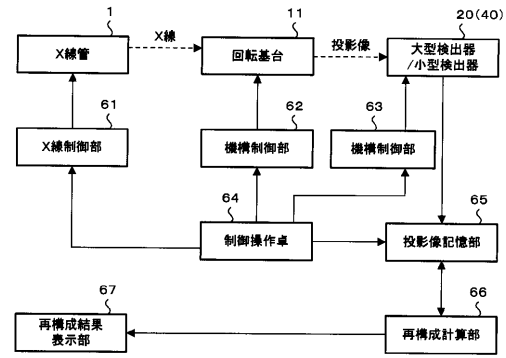 1
X線管
X線
11
回転基台
投影像
20(40)
大型検出器
/小型検出器
61
X線制御部
62
機構制御部
63
機構制御部
64
制御操作卓
65
投影像記憶部
67
再構成結果
表示部
66
再構成計算部